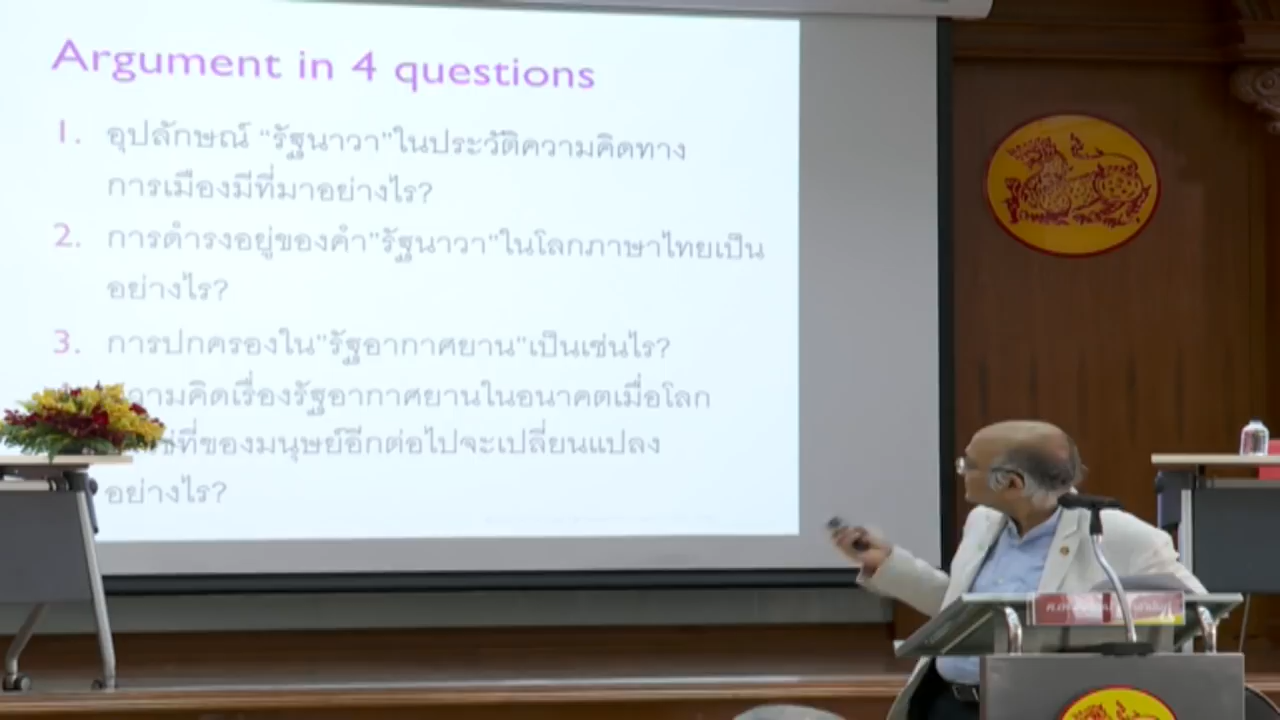 Argument in 4 questions
1. อุปลักษณ์ “รัฐนาวา”ในประวัติความคิดทาง
การเมืองมีที่มาอย่างไร?
2. การดำรงอยู่ของคำ”รัฐนาวา”ในโลกภาษาไทยเป็น
อย่างไร?
3. การปกครองใน”รัฐอากาศยาน”เป็นเช่นไร?
ความคิดเรื่องรัฐอากาศยานในอนาคตเมื่อโลก
ที่ของมนุษย์อีกต่อไปจะเปลี่ยนแปลง
อย่างไร?